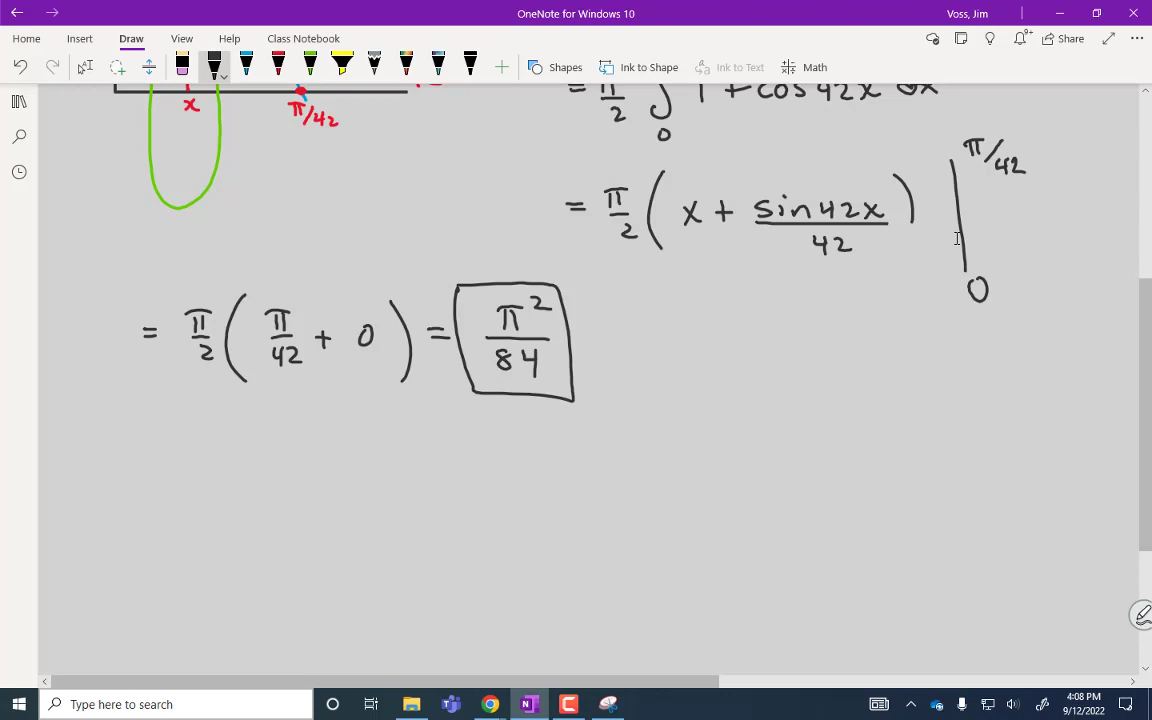 OneNote for Windows 10
Voss, Jim
Home Insert Draw View Help Class Notebook
Share
Shapes Ink to Shape Ink to Text Math
x
π/42
= π/2 ∫ 1 + cos 42x dx
0
= π/2 ( x + sin 42x / 42 ) | π/42
0
= π/2 ( π/42 + 0 ) = π²/84
Type here to search
4:08 PM
9/12/2022